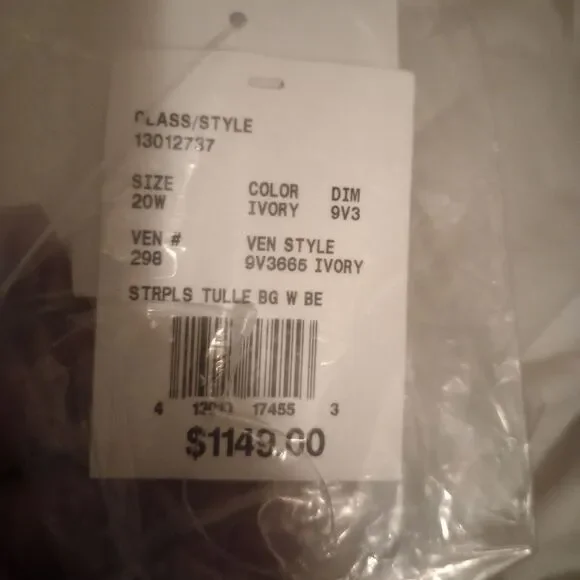 CLASS/STYLE
13012737
SIZE COLOR DIM
20W IVORY 9V3
VEN # VEN STYLE
298 9V3665 IVORY
STRPLS TULLE BG W BE
4 17455 3
$1149.00